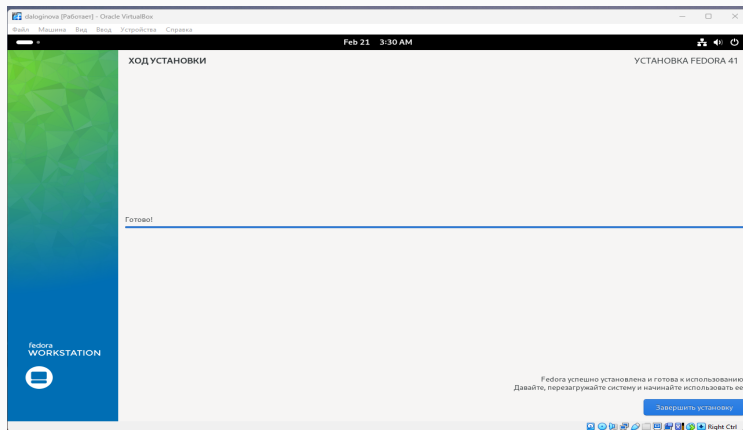 daloginova [Работает] - Oracle VirtualBox
Файл Машина Вид Ввод Устройства Справка
Feb 21 3:30 AM
ХОД УСТАНОВКИ
УСТАНОВКА FEDORA 41
Готово!
fedora
WORKSTATION
Fedora успешно установлена и готова к использованию
Давайте, перезагружайте систему и начинайте использовать ее
Завершить установку
Right Ctrl